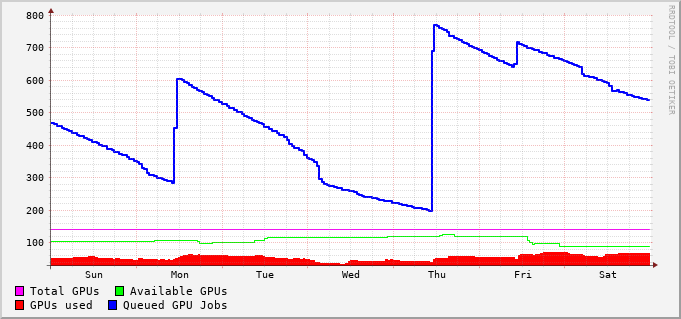 800
700
600
500
400
300
200
100
Sun Mon Tue Wed Thu Fri Sat
Total GPUs Available GPUs
GPUs used Queued GPU Jobs
RRDTOOL / TOBI OETIKER